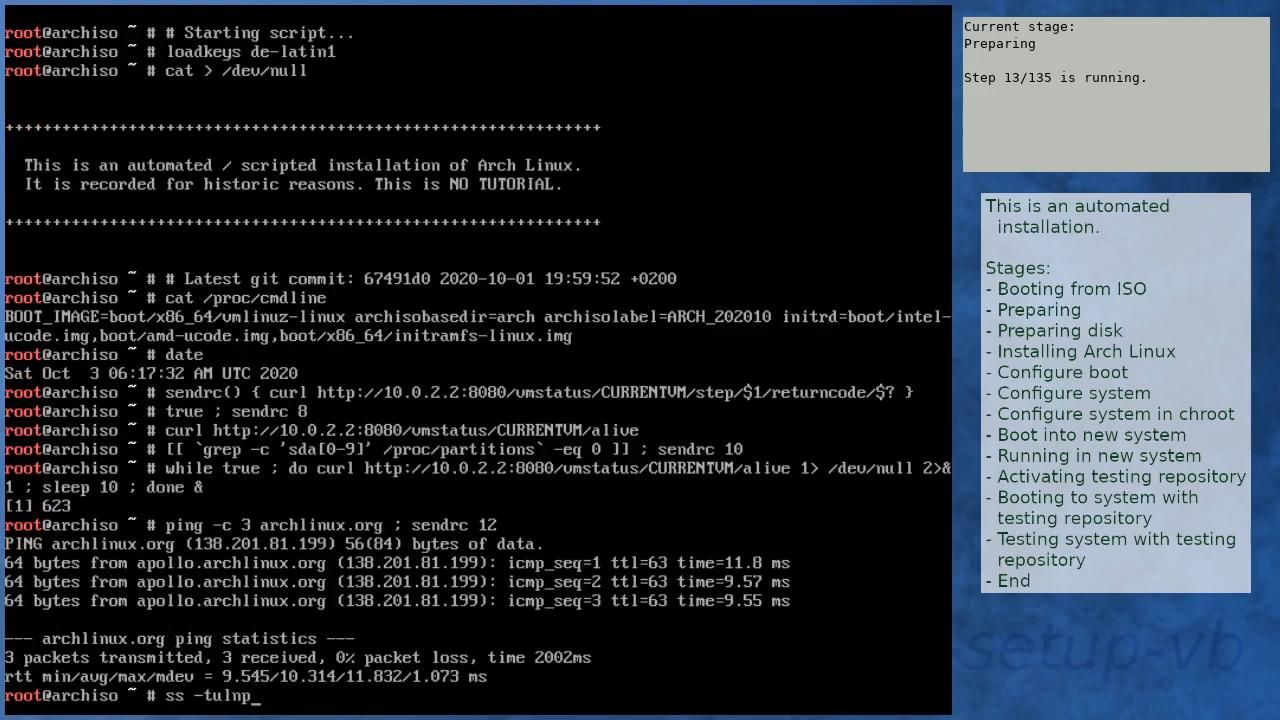 root@archiso ~ # # Starting script...
root@archiso ~ # loadkeys de-latin1
root@archiso ~ # cat > /dev/null
++++++++++++++++++++++++++++++++++++++++++++++++++++++++++++++++
This is an automated / scripted installation of Arch Linux.
It is recorded for historic reasons. This is NO TUTORIAL.
++++++++++++++++++++++++++++++++++++++++++++++++++++++++++++++++
root@archiso ~ # # Latest git commit: 67491d0 2020-10-01 19:59:52 +0200
root@archiso ~ # cat /proc/cmdline
BOOT_IMAGE=boot/x86_64/vmlinuz-linux archisobasedir=arch archisolabel=ARCH_202010 initrd=boot/intel-
ucode.img,boot/amd-ucode.img,boot/x86_64/initramfs-linux.img
root@archiso ~ # date
Sat Oct  3 06:17:32 AM UTC 2020
root@archiso ~ # sendrc() { curl http://10.0.2.2:8080/vmstatus/CURRENTVM/step/$1/returncode/$? }
root@archiso ~ # true ; sendrc 8
root@archiso ~ # curl http://10.0.2.2:8080/vmstatus/CURRENTVM/alive
root@archiso ~ # [[ `grep -c 'sda[0-9]' /proc/partitions` -eq 0 ]] ; sendrc 10
root@archiso ~ # while true ; do curl http://10.0.2.2:8080/vmstatus/CURRENTVM/alive 1> /dev/null 2>&
1 ; sleep 10 ; done &
[1] 623
root@archiso ~ # ping -c 3 archlinux.org ; sendrc 12
PING archlinux.org (138.201.81.199) 56(84) bytes of data.
64 bytes from apollo.archlinux.org (138.201.81.199): icmp_seq=1 ttl=63 time=11.8 ms
64 bytes from apollo.archlinux.org (138.201.81.199): icmp_seq=2 ttl=63 time=9.57 ms
64 bytes from apollo.archlinux.org (138.201.81.199): icmp_seq=3 ttl=63 time=9.55 ms
--- archlinux.org ping statistics ---
3 packets transmitted, 3 received, 0% packet loss, time 2002ms
rtt min/avg/max/mdev = 9.545/10.314/11.832/1.073 ms
root@archiso ~ # ss -tulnp_
Current stage:
Preparing
Step 13/135 is running.
This is an automated
installation.
Stages:
- Booting from ISO
- Preparing
- Preparing disk
- Installing Arch Linux
- Configure boot
- Configure system
- Configure system in chroot
- Boot into new system
- Running in new system
- Activating testing repository
- Booting to system with
testing repository
- Testing system with testing
repository
- End
setup-vb